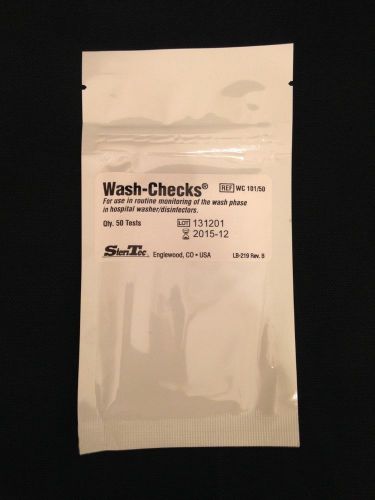 Wash-Checks® REF WC 101/50
For use in routine monitoring of the wash phase
in hospital washer/disinfectors.
Qty. 50 Tests LOT 131201
2015-12
SteriTec Englewood, CO • USA LB-219 Rev. B